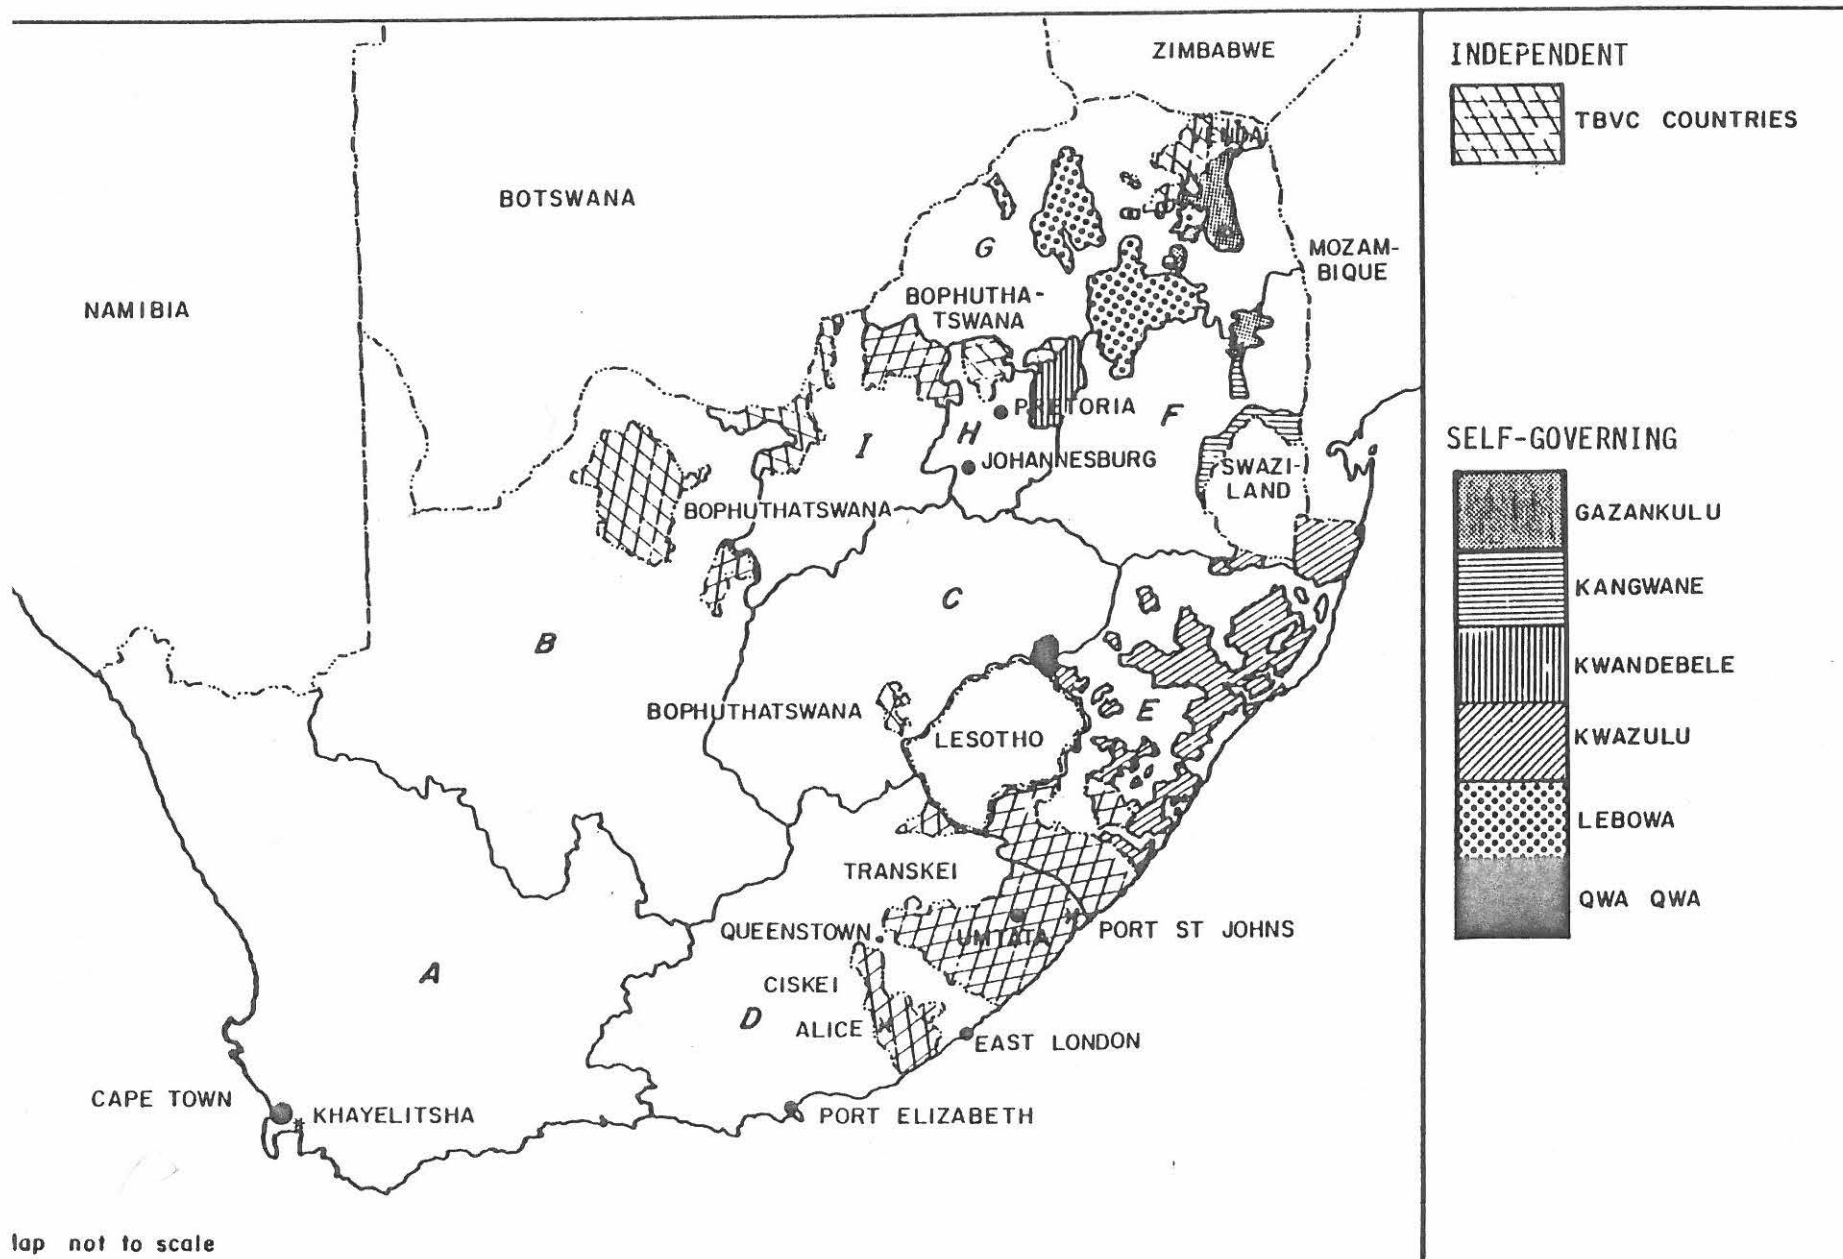 ZIMBABWE
BOTSWANA
NAMIBIA
MOZAM-
BIQUE
G
BOPHUTHA-
TSWANA
PRETORIA
F
H
I
JOHANNESBURG
SWAZI-
LAND
BOPHUTHATSWANA
C
B
BOPHUTHATSWANA
E
LESOTHO
TRANSKEI
QUEENSTOWN
UMTATA
PORT ST JOHNS
A
CISKEI
D
ALICE
EAST LONDON
CAPE TOWN
KHAYELITSHA
PORT ELIZABETH
lap not to scale
INDEPENDENT
TBVC COUNTRIES
SELF-GOVERNING
GAZANKULU
KANGWANE
KWANDEBELE
KWAZULU
LEBOWA
QWA QWA